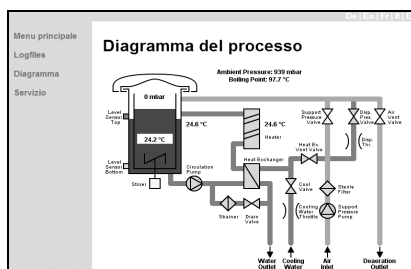 De | En | Fr | It | E
Menu principale
Logfiles
Diagramma
Servizio
Diagramma del processo
Ambient Pressure: 939 mbar
Boiling Point: 97.7 °C
0 mbar
Level
Sensor
Top
24.6 °C
24.6 °C
Heater
Support
Pressure
Valve
Disp.
Pres.
Valve
Air
Vent
Valve
Disp.
Thr.
Heat Ex.
Vent Valve
24.2 °C
Level
Sensor
Bottom
Stirrer
Circulation
Pump
Heat Exchanger
Cool
Valve
Sterile
Filter
Strainer
Drain
Valve
Cooling
Water
Throttle
Support
Pressure
Pump
Water
Outlet
Cooling
Water
Air
Inlet
Deaeration
Outlet